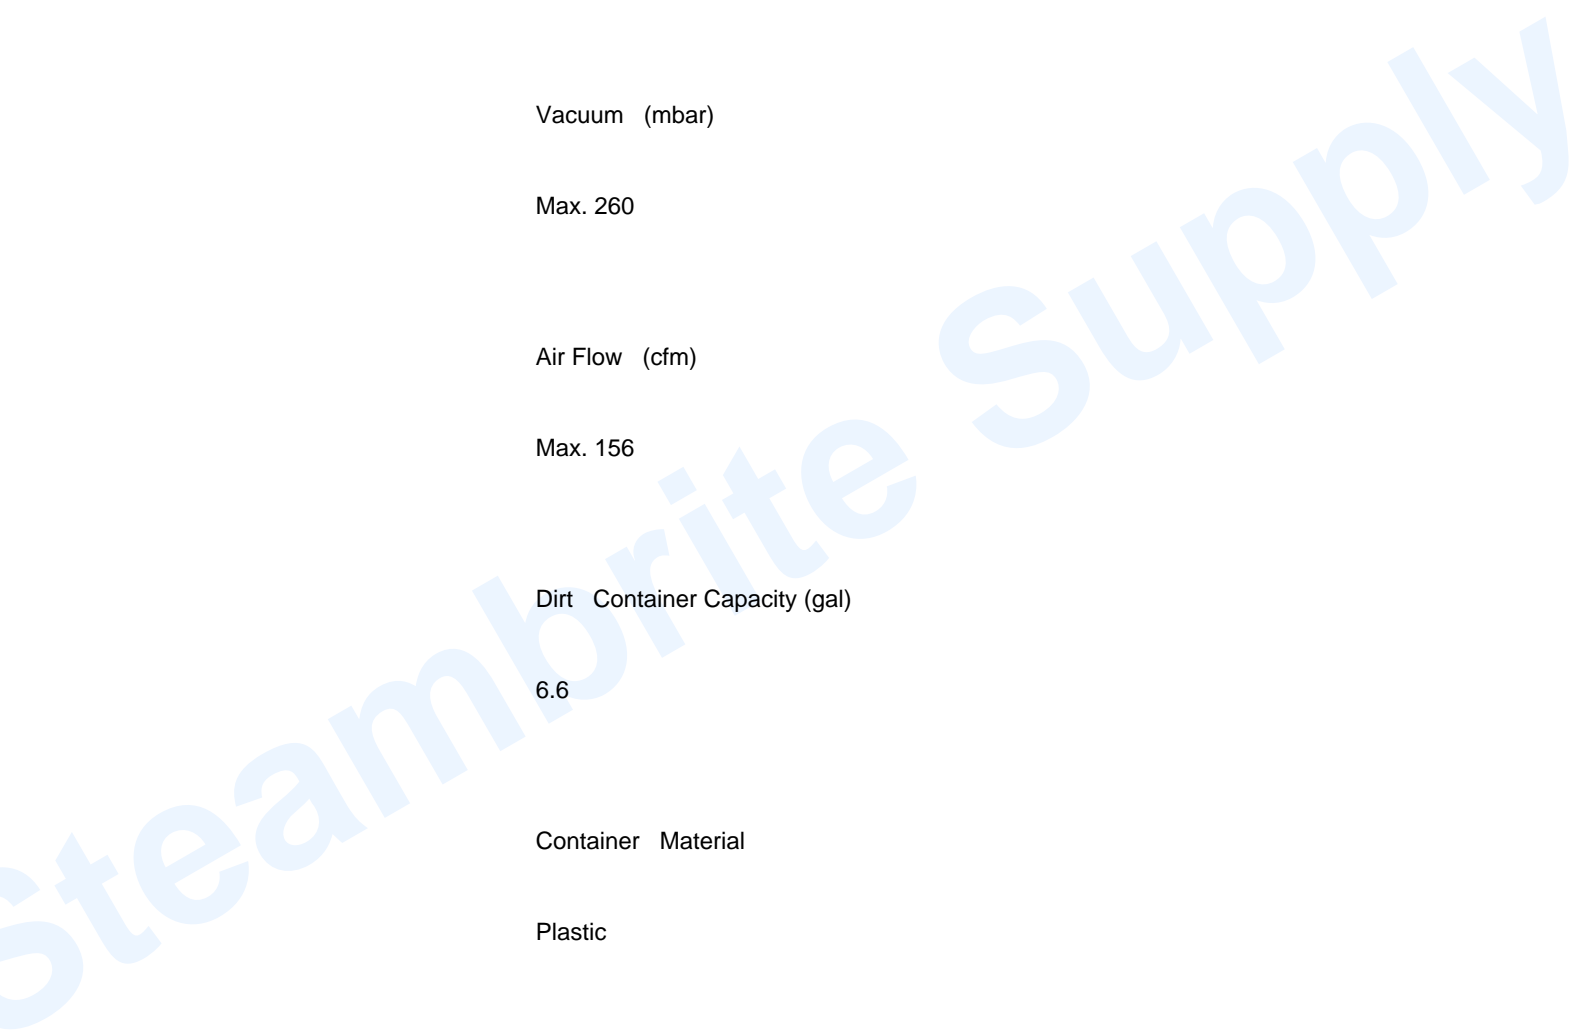 Vacuum (mbar)
Max. 260
Air Flow (cfm)
Max. 156
Dirt Container Capacity (gal)
6.6
Container Material
Plastic
Steambrite Supply